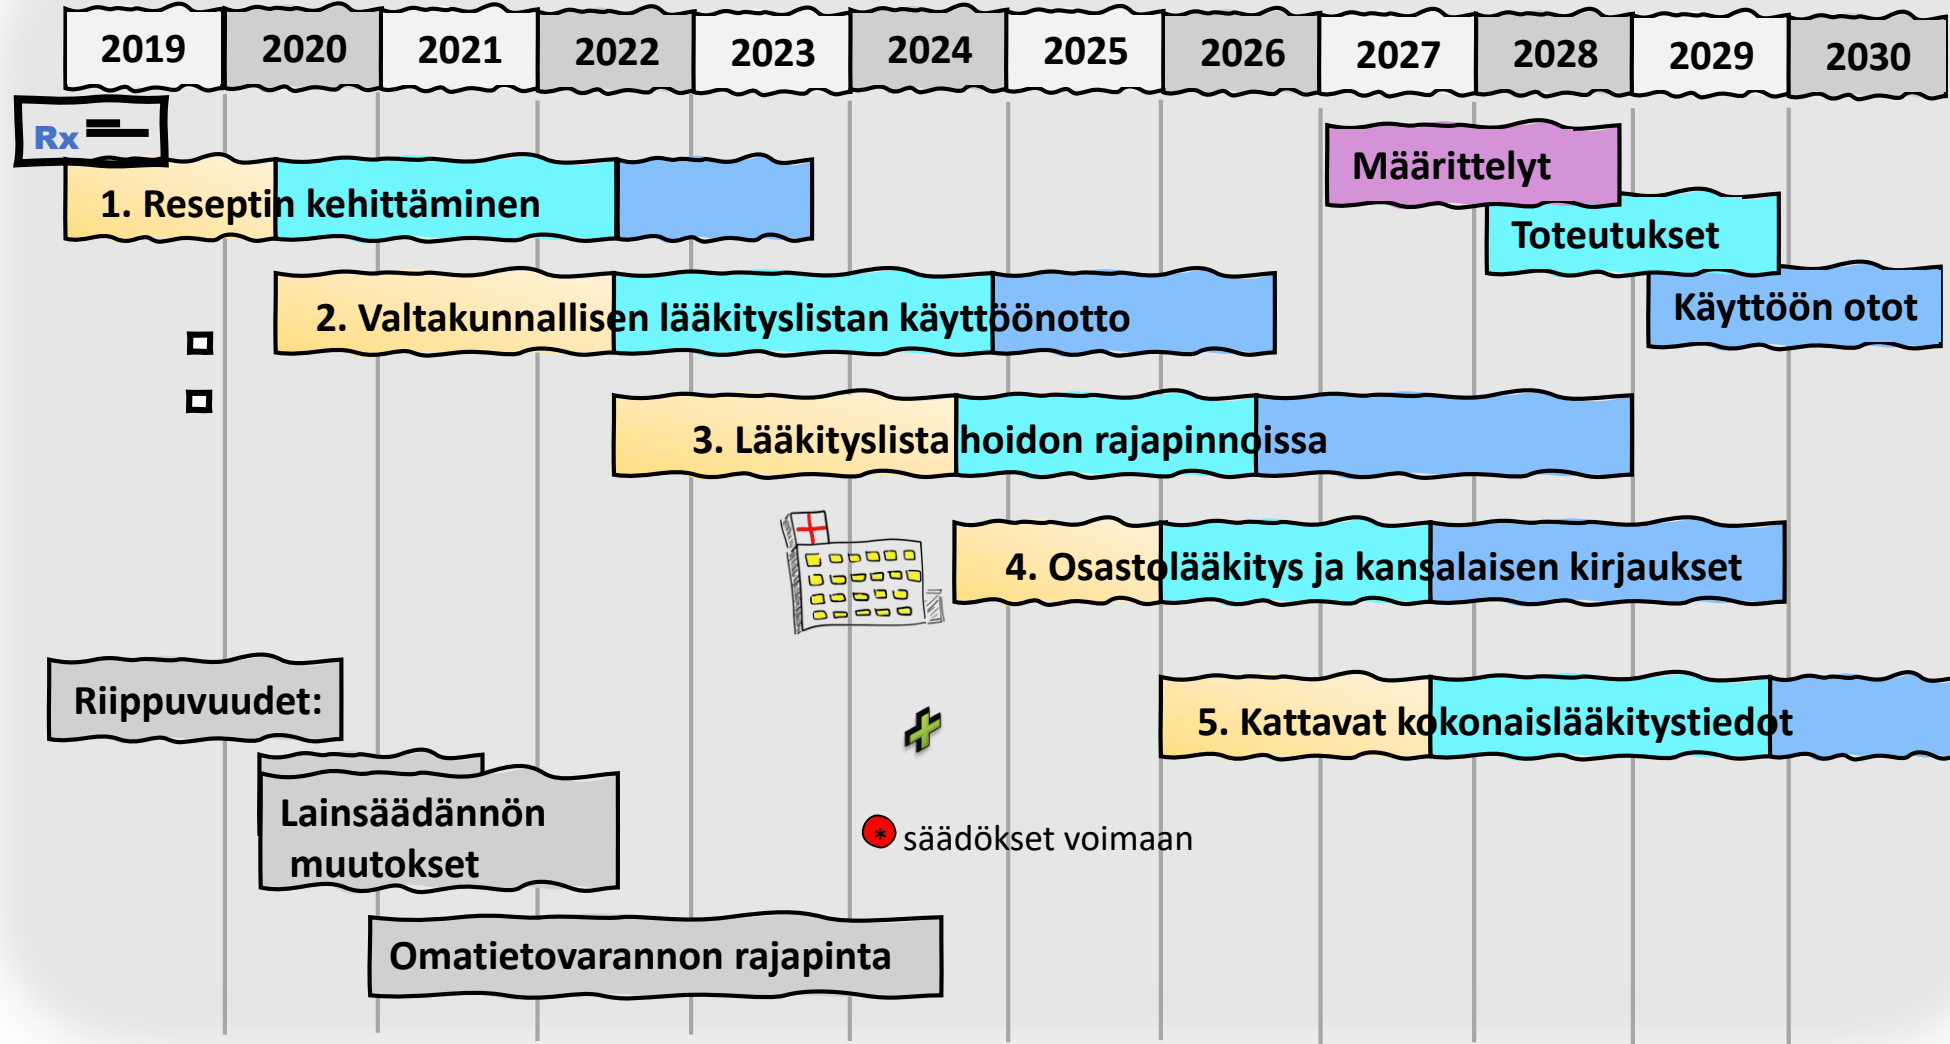 2019 2020 2021 2022 2023 2024 2025 2026 2027 2028 2029 2030
Rx
Määrittelyt
1. Reseptin kehittäminen
Toteutukset
Käyttöön otot
2. Valtakunnallisen lääkityslistan käyttöönotto
3. Lääkityslista hoidon rajapinnoissa
4. Osastolääkitys ja kansalaisen kirjaukset
Riippuvuudet:
5. Kattavat kokonaislääkitystiedot
Lainsäädännön
muutokset
* säädökset voimaan
Omatietovarannon rajapinta